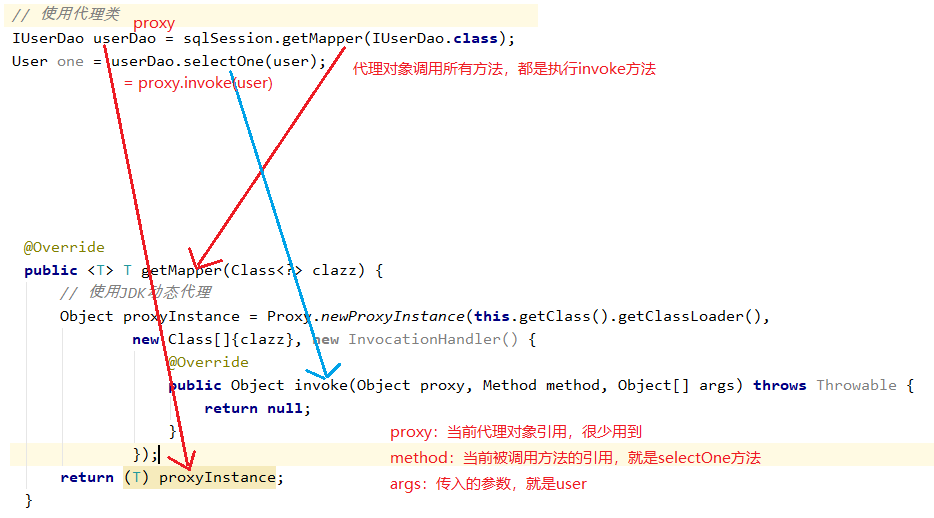 // 使用代理类
proxy
IUserDao userDao = sqlSession.getMapper(IUserDao.class);
User one = userDao.selectOne(user);
代理对象调用所有方法，都是执行invoke方法
= proxy.invoke(user)
@Override
public <T> T getMapper(Class<?> clazz) {
// 使用JDK动态代理
Object proxyInstance = Proxy.newProxyInstance(this.getClass().getClassLoader(),
new Class[]{clazz}, new InvocationHandler() {
@Override
public Object invoke(Object proxy, Method method, Object[] args) throws Throwable {
return null;
}
proxy：当前代理对象引用，很少用到
});
method：当前被调用方法的引用，就是selectOne方法
return (T) proxyInstance;
args：传入的参数，就是user
}